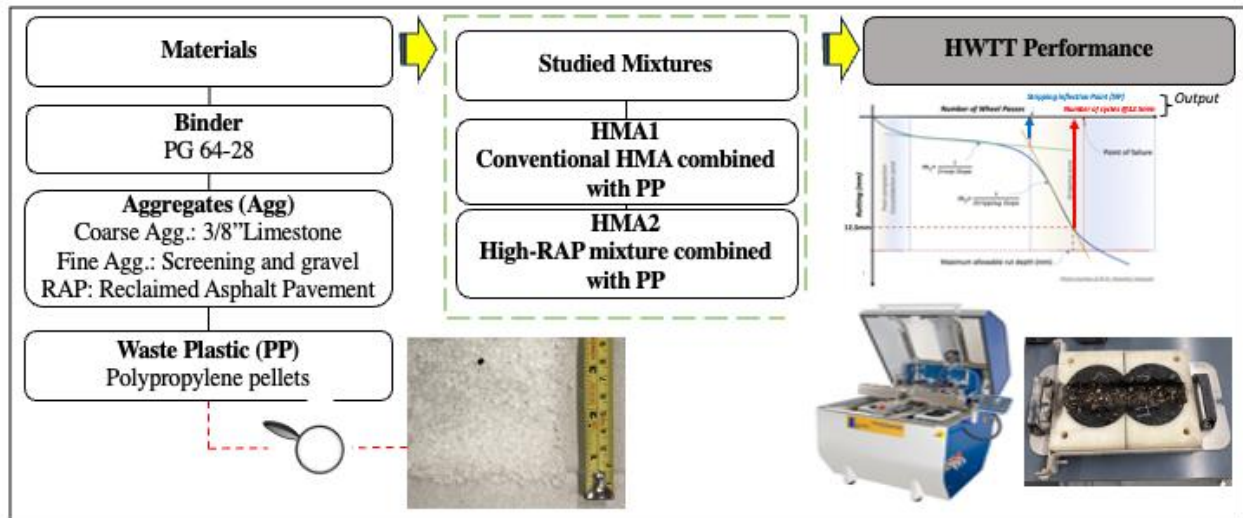 Materials
Binder
PG 64-28
Aggregates (Agg)
Coarse Agg.: 3/8”Limestone
Fine Agg.: Screening and gravel
RAP: Reclaimed Asphalt Pavement
Waste Plastic (PP)
Polypropylene pellets
Studied Mixtures
HMA1
Conventional HMA combined
with PP
HMA2
High-RAP mixture combined
with PP
HWTT Performance
Stripping Inflection Point (SIP)
Number of Wheel Passes
Number of cycles @12.5mm
Output
Point of failure
Rutting (mm)
12.5mm
Maximum allowable rut depth (mm)